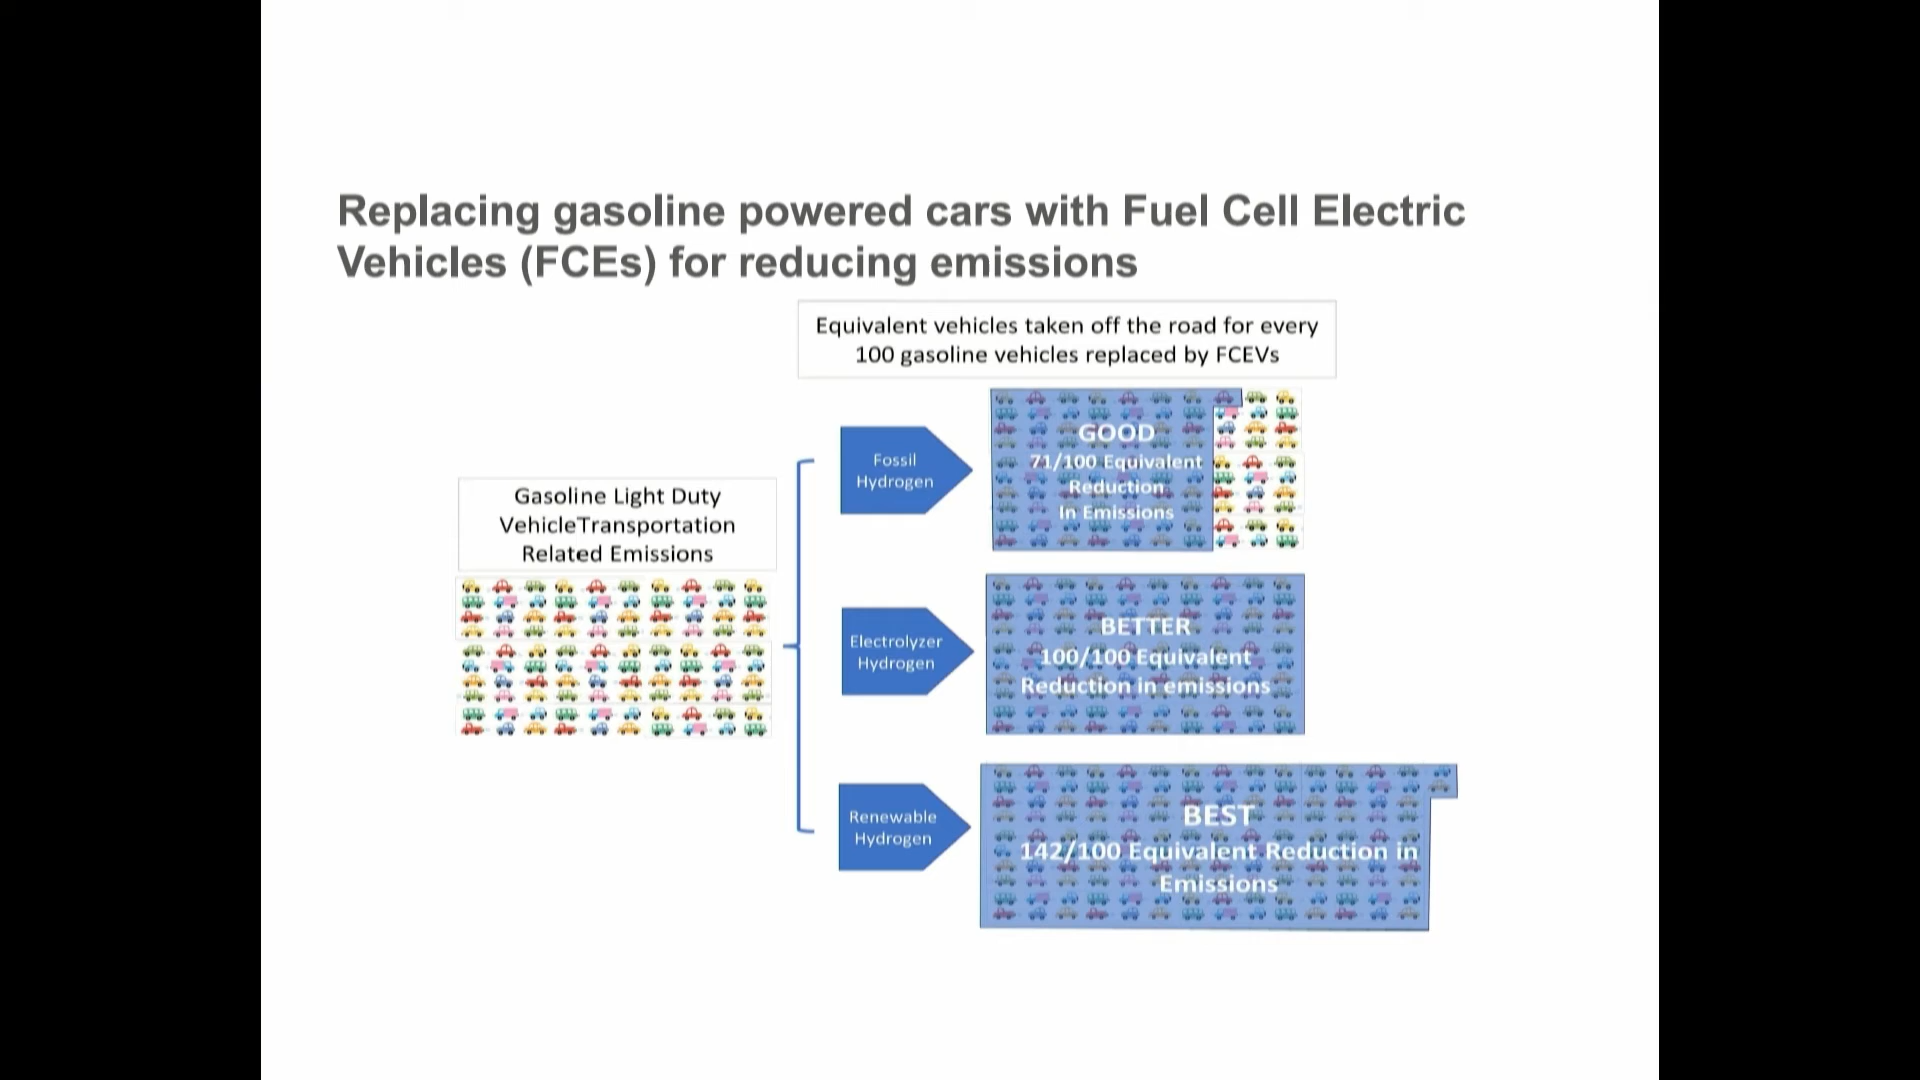 Replacing gasoline powered cars with Fuel Cell Electric
Vehicles (FCEs) for reducing emissions
Equivalent vehicles taken off the road for every
100 gasoline vehicles replaced by FCEVs
Gasoline Light Duty
VehicleTransportation
Related Emissions
Fossil
Hydrogen
GOOD
71/100 Equivalent
Reduction
In Emissions
Electrolyzer
Hydrogen
BETTER
100/100 Equivalent
Reduction in emissions
Renewable
Hydrogen
BEST
142/100 Equivalent Reduction in
Emissions